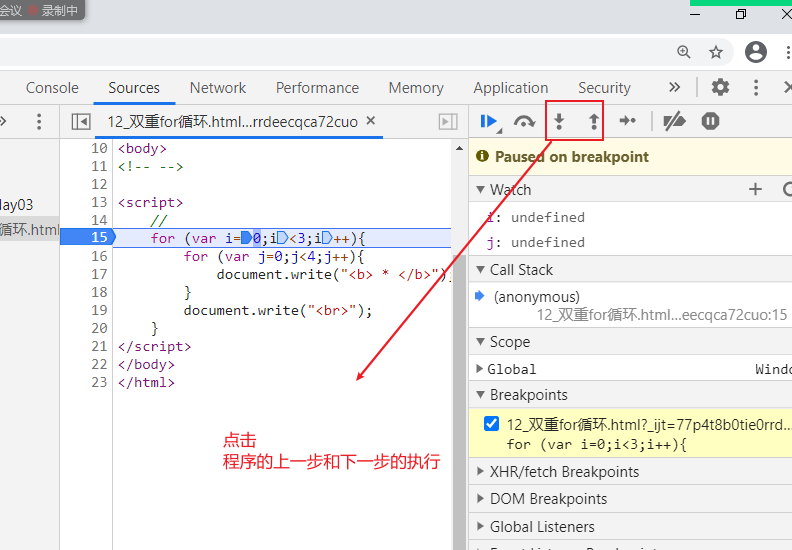 会议 录制中
Console Sources Network Performance Memory Application Security
12_双重for循环.html...rrdeecqca72cuo
lay03
循环.html
10 <body>
11 <!-- -->
12
13 <script>
14 //
15 for (var i=0;i<3;i++){
16 for (var j=0;j<4;j++){
17 document.write("<b> * </b>");
18 }
19 document.write("<br>");
20 }
21 </script>
22 </body>
23 </html>
点击
程序的上一步和下一步的执行
Paused on breakpoint
Watch
i: undefined
j: undefined
Call Stack
(anonymous)
12_双重for循环.html...eecqca72cuo:15
Scope
Global Windo
Breakpoints
12_双重for循环.html?_ijt=77p4t8b0tie0rrd...
for (var i=0;i<3;i++){
XHR/fetch Breakpoints
DOM Breakpoints
Global Listeners